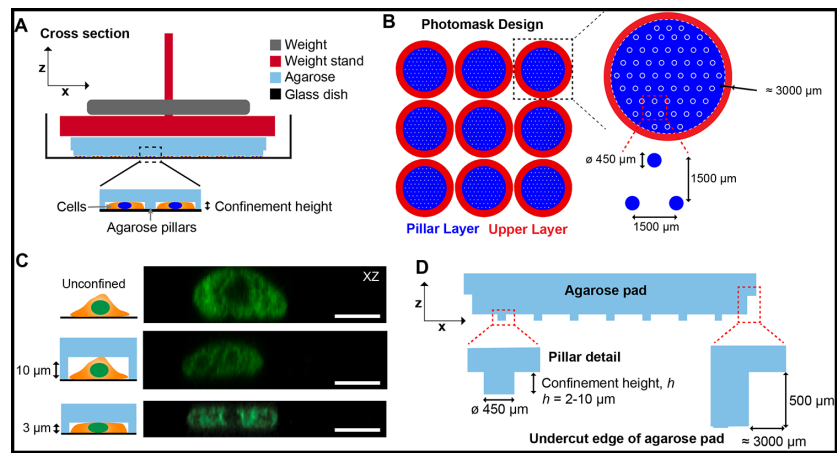 A
Cross section
z
x
Weight
Weight stand
Agarose
Glass dish
Cells
Confinement height
Agarose pillars
B
Photomask Design
Pillar Layer
Upper Layer
≈ 3000 µm
ø 450 µm
1500 µm
1500 µm
C
Unconfined
XZ
10 µm
3 µm
D
z
x
Agarose pad
Pillar detail
Confinement height, h
h = 2-10 µm
ø 450 µm
500 µm
≈ 3000 µm
Undercut edge of agarose pad